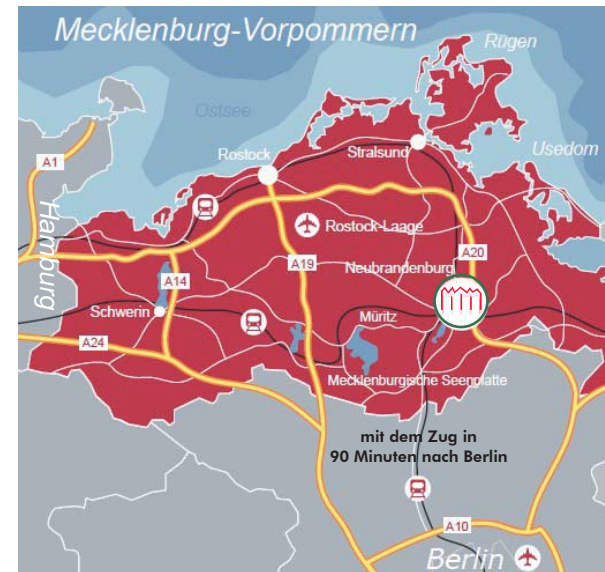 Mecklenburg-Vorpommern
Rügen
Ostsee
Usedom
A1
Rostock
Stralsund
Hamburg
Rostock-Laage
A20
A19
Neubrandenburg
A14
Schwerin
Müritz
A24
Mecklenburgische Seenplatte
mit dem Zug in
90 Minuten nach Berlin
A10
Berlin